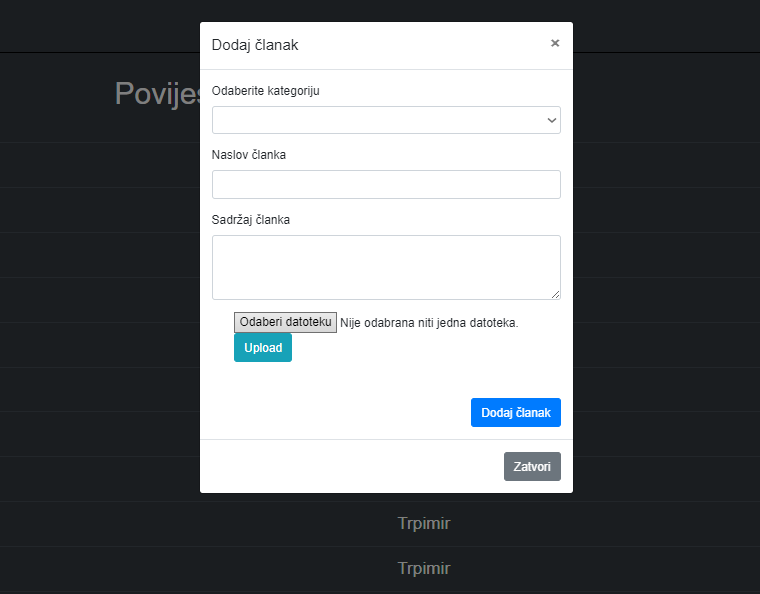 Dodaj članak ×
Odaberite kategoriju
Naslov članka
Sadržaj članka
Odaberi datoteku Nije odabrana niti jedna datoteka.
Upload
Dodaj članak
Zatvori
Trpimir
Trpimir